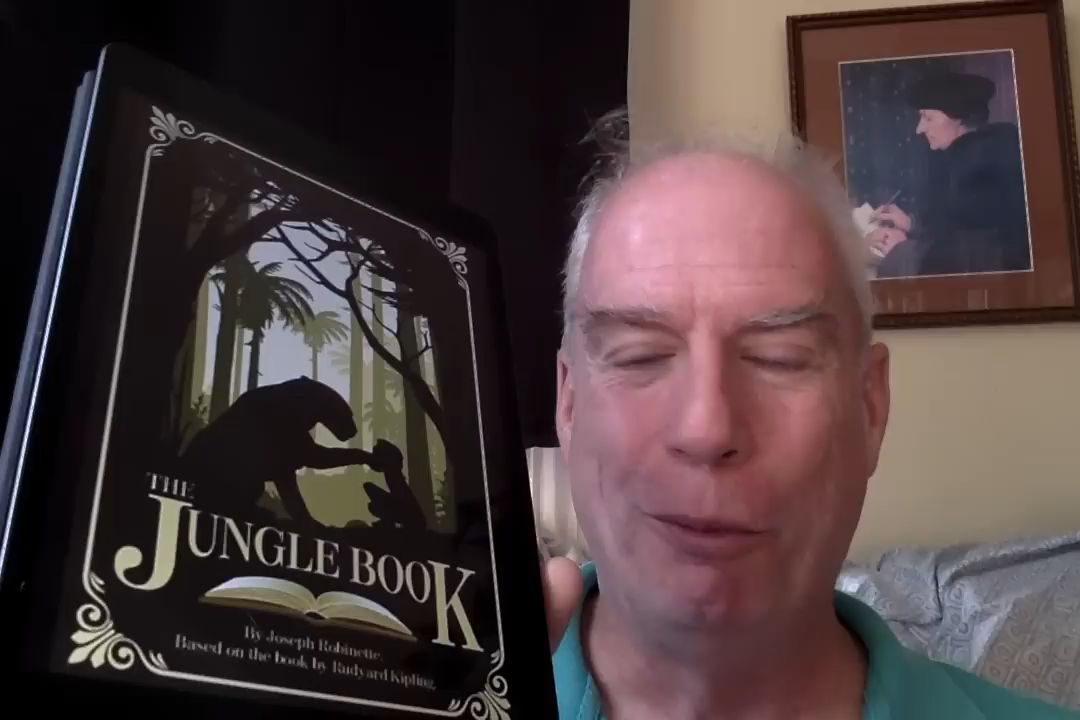 THE
JUNGLE BOOK
By Joseph Robinette,
Based on the book by Rudyard Kipling,